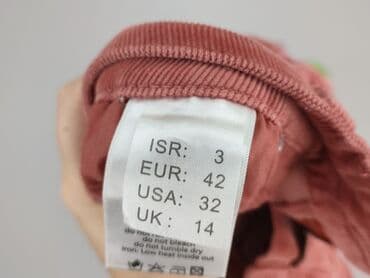 ISR: 3
EUR: 42
USA: 32
UK : 14
do not bleach
do not tumble dry
Iron: Low heat inside out